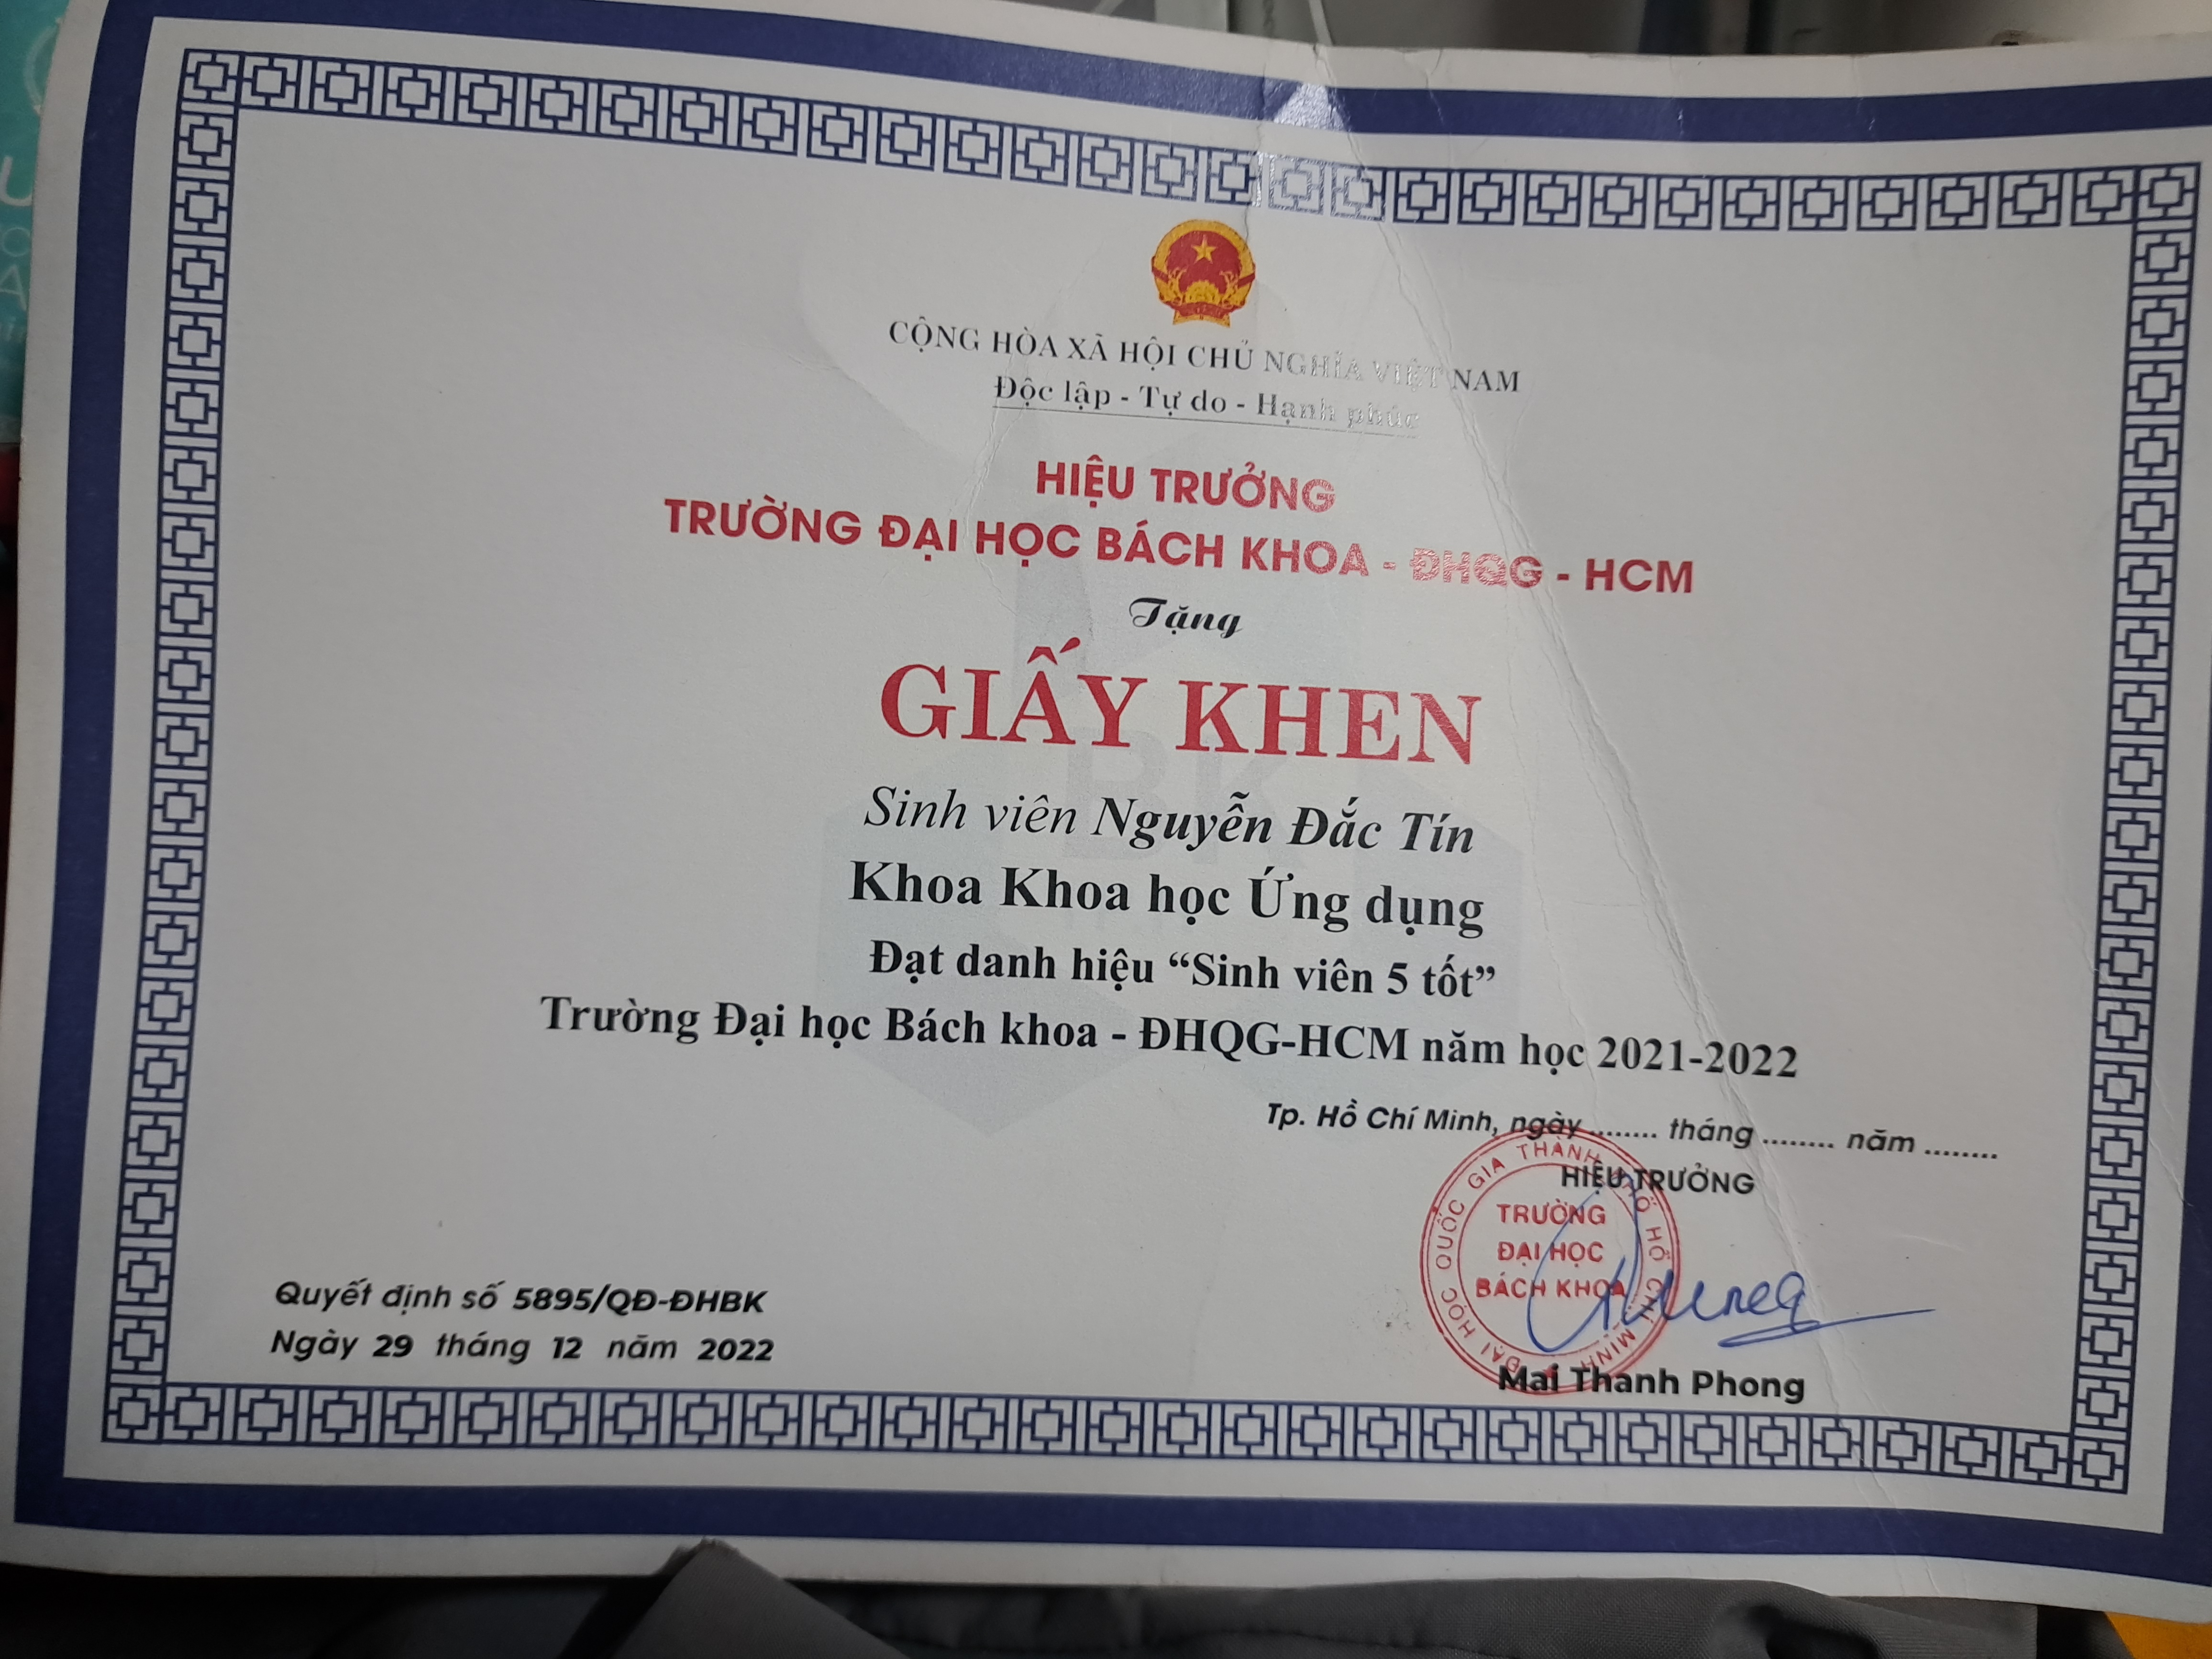 CỘNG HÒA XÃ HỘI CHỦ NGHĨA VIỆT NAM
Độc lập - Tự do - Hạnh phúc
HIỆU TRƯỞNG
TRƯỜNG ĐẠI HỌC BÁCH KHOA - ĐHQG - HCM
Tặng
GIẤY KHEN
Sinh viên Nguyễn Đắc Tín
Khoa Khoa học Ứng dụng
Đạt danh hiệu “Sinh viên 5 tốt”
Trường Đại học Bách khoa - ĐHQG-HCM năm học 2021-2022
Tp. Hồ Chí Minh, ngày ........ tháng ........ năm ........
HIỆU TRƯỞNG
ĐẠI HỌC QUỐC GIA THÀNH PHỐ HỒ CHÍ MINH
TRƯỜNG
ĐẠI HỌC
BÁCH KHOA
Mai Thanh Phong
Quyết định số 5895/QĐ-ĐHBK
Ngày 29 tháng 12 năm 2022
BK